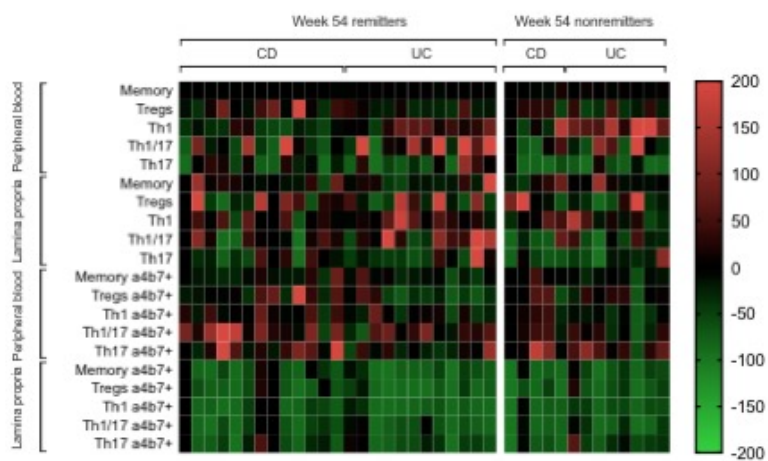 Week 54 remitters
Week 54 nonremitters
CD
UC
CD
UC
Peripheral blood
Memory
Tregs
Th1
Th1/17
Th17
Lamina propria
Memory
Tregs
Th1
Th1/17
Th17
Peripheral blood
Memory a4b7+
Tregs a4b7+
Th1 a4b7+
Th1/17 a4b7+
Th17 a4b7+
Lamina propria
Memory a4b7+
Tregs a4b7+
Th1 a4b7+
Th1/17 a4b7+
Th17 a4b7+
200
150
100
50
0
-50
-100
-150
-200